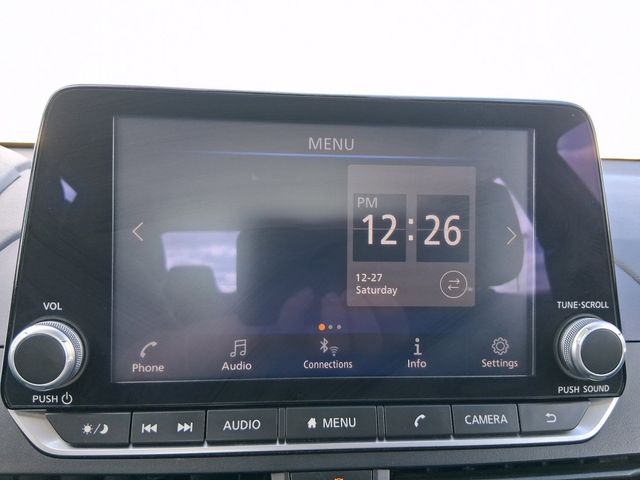 MENU
PM
12:26
12-27
Saturday
VOL
TUNE·SCROLL
Phone
Audio
Connections
Info
Settings
PUSH
PUSH SOUND
AUDIO
MENU
CAMERA